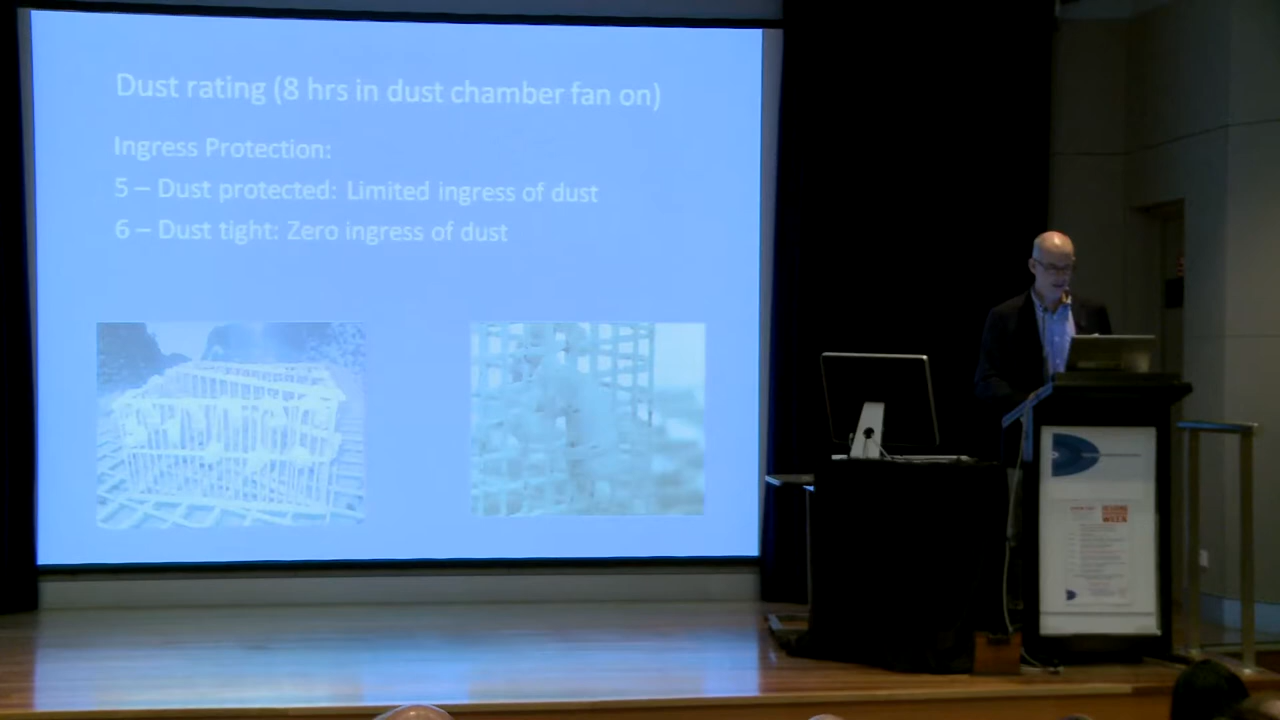 Dust rating (8 hrs in dust chamber fan on)
Ingress Protection:
5 – Dust protected: Limited ingress of dust
6 – Dust tight: Zero ingress of dust
WEEK